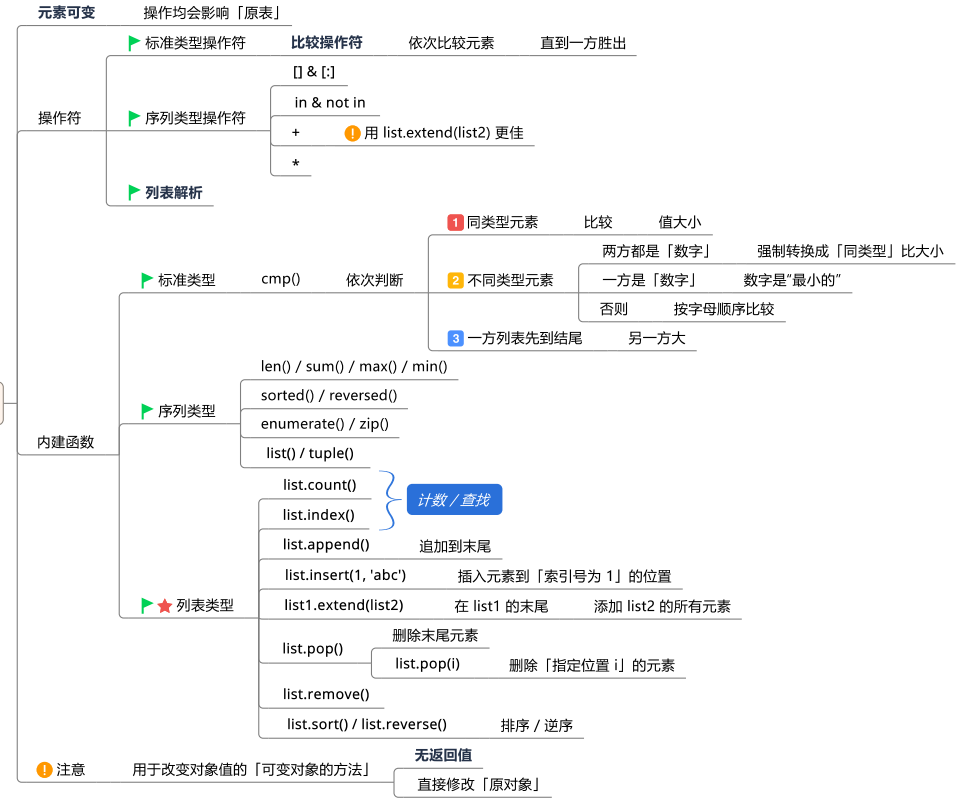 元素可变
操作均会影响「原表」
操作符
标准类型操作符
比较操作符
依次比较元素
直到一方胜出
序列类型操作符
[] & [:]
in & not in
+
用 list.extend(list2) 更佳
*
列表解析
内建函数
标准类型
cmp()
依次判断
1 同类型元素
比较
值大小
2 不同类型元素
两方都是「数字」
强制转换成「同类型」比大小
一方是「数字」
数字是“最小的”
否则
按字母顺序比较
3 一方列表先到结尾
另一方大
序列类型
len() / sum() / max() / min()
sorted() / reversed()
enumerate() / zip()
list() / tuple()
列表类型
list.count()
list.index()
计数 / 查找
list.append()
追加到末尾
list.insert(1, 'abc')
插入元素到「索引号为 1」的位置
list1.extend(list2)
在 list1 的末尾
添加 list2 的所有元素
list.pop()
删除末尾元素
list.pop(i)
删除「指定位置 i」的元素
list.remove()
list.sort() / list.reverse()
排序 / 逆序
! 注意
用于改变对象值的「可变对象的方法」
无返回值
直接修改「原对象」